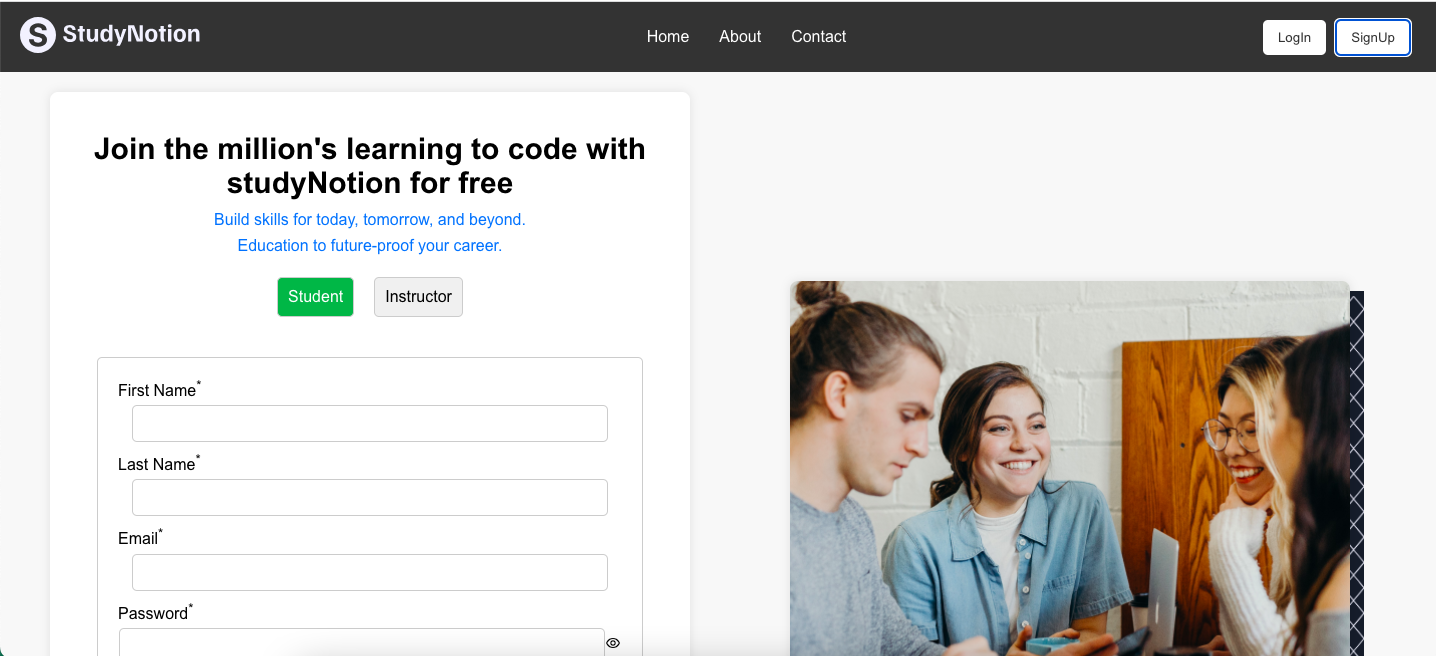 S StudyNotion
Home About Contact
LogIn SignUp
Join the million's learning to code with
studyNotion for free
Build skills for today, tomorrow, and beyond.
Education to future-proof your career.
Student Instructor
First Name*
Last Name*
Email*
Password*